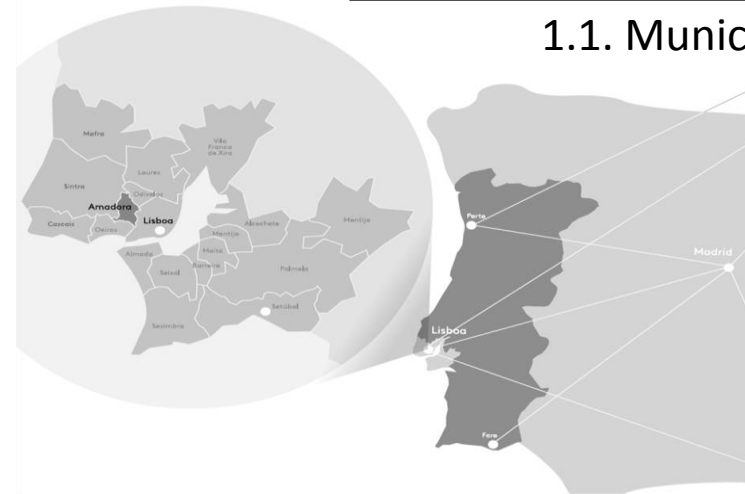 1.1. Munic
Mafra
Vila
Franca
de Xira
Loures
Sintra
Odivelas
Amadora
Lisboa
Cascais
Oeiras
Alcochete
Montijo
Montijo
Almada
Moita
Barreiro
Seixal
Palmela
Setúbal
Sesimbra
Porto
Madrid
Lisboa
Faro